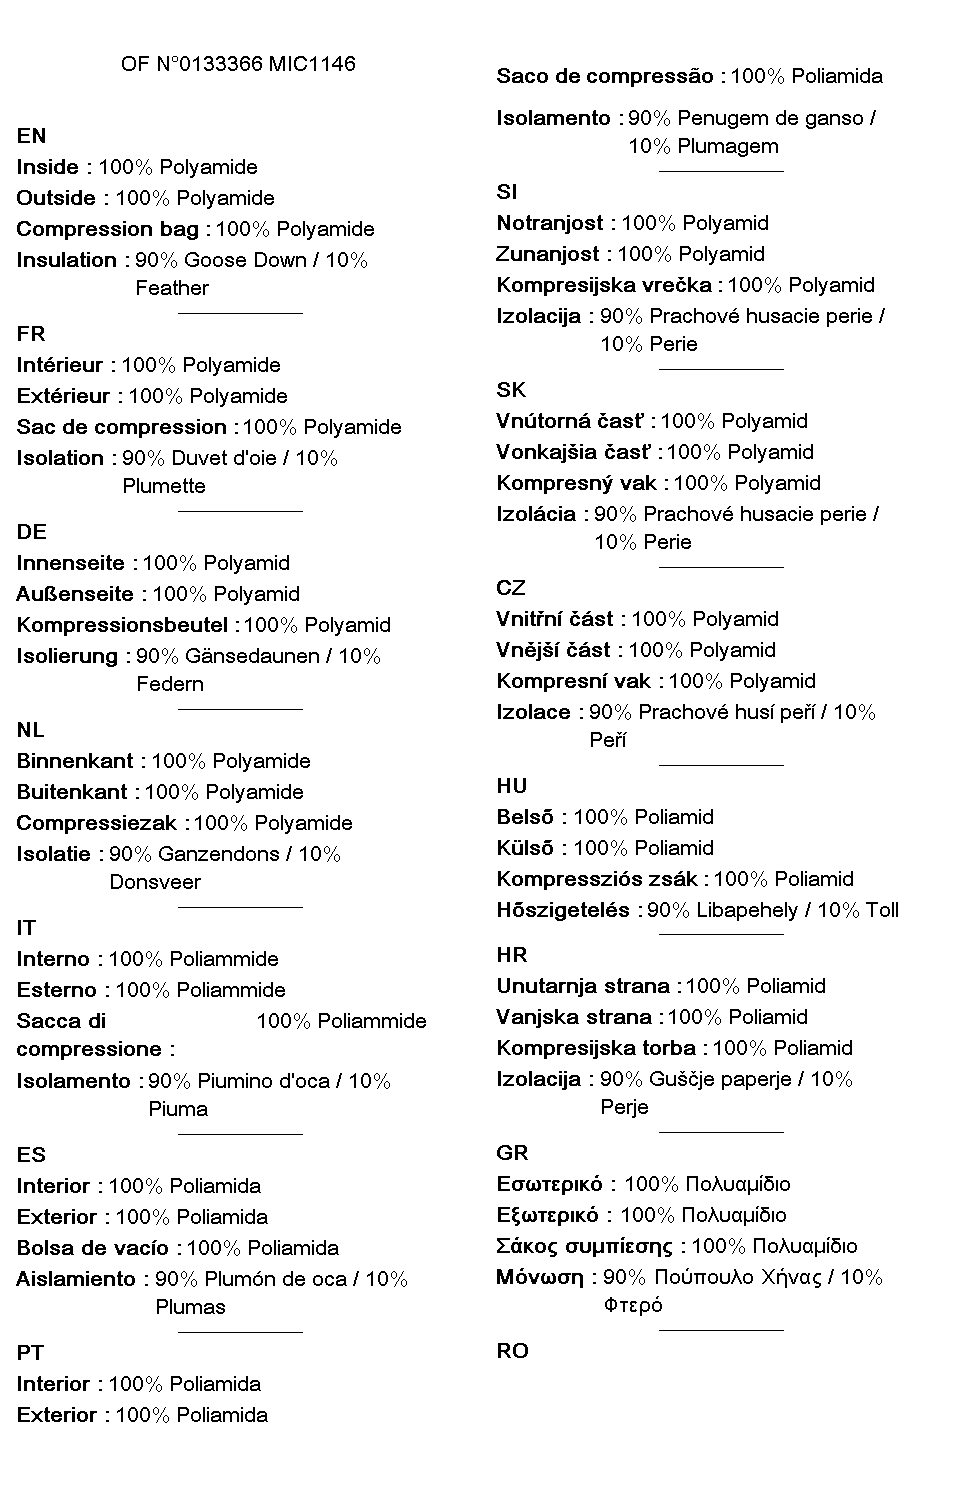 OF N°0133366 MIC1146
EN
Inside : 100% Polyamide
Outside : 100% Polyamide
Compression bag : 100% Polyamide
Insulation : 90% Goose Down / 10%
Feather
FR
Intérieur : 100% Polyamide
Extérieur : 100% Polyamide
Sac de compression : 100% Polyamide
Isolation : 90% Duvet d'oie / 10%
Plumette
DE
Innenseite : 100% Polyamid
Außenseite : 100% Polyamid
Kompressionsbeutel : 100% Polyamid
Isolierung : 90% Gänsedaunen / 10%
Federn
NL
Binnenkant : 100% Polyamide
Buitenkant : 100% Polyamide
Compressiezak : 100% Polyamide
Isolatie : 90% Ganzendons / 10%
Donsveer
IT
Interno : 100% Poliammide
Esterno : 100% Poliammide
Sacca di 100% Poliammide
compressione :
Isolamento : 90% Piumino d'oca / 10%
Piuma
ES
Interior : 100% Poliamida
Exterior : 100% Poliamida
Bolsa de vacío : 100% Poliamida
Aislamiento : 90% Plumón de oca / 10%
Plumas
PT
Interior : 100% Poliamida
Exterior : 100% Poliamida
Saco de compressão : 100% Poliamida
Isolamento : 90% Penugem de ganso /
10% Plumagem
SI
Notranjost : 100% Polyamid
Zunanjost : 100% Polyamid
Kompresijska vrečka : 100% Polyamid
Izolacija : 90% Prachové husacie perie /
10% Perie
SK
Vnútorná časť : 100% Polyamid
Vonkajšia časť : 100% Polyamid
Kompresný vak : 100% Polyamid
Izolácia : 90% Prachové husacie perie /
10% Perie
CZ
Vnitřní část : 100% Polyamid
Vnější část : 100% Polyamid
Kompresní vak : 100% Polyamid
Izolace : 90% Prachové husí peří / 10%
Peří
HU
Belső : 100% Poliamid
Külső : 100% Poliamid
Kompressziós zsák : 100% Poliamid
Hőszigetelés : 90% Libapehely / 10% Toll
HR
Unutarnja strana : 100% Poliamid
Vanjska strana : 100% Poliamid
Kompresijska torba : 100% Poliamid
Izolacija : 90% Guščje paperje / 10%
Perje
GR
Εσωτερικό : 100% Πολυαμίδιο
Εξωτερικό : 100% Πολυαμίδιο
Σάκος συμπίεσης : 100% Πολυαμίδιο
Μόνωση : 90% Πούπουλο Χήνας / 10%
Φτερό
RO